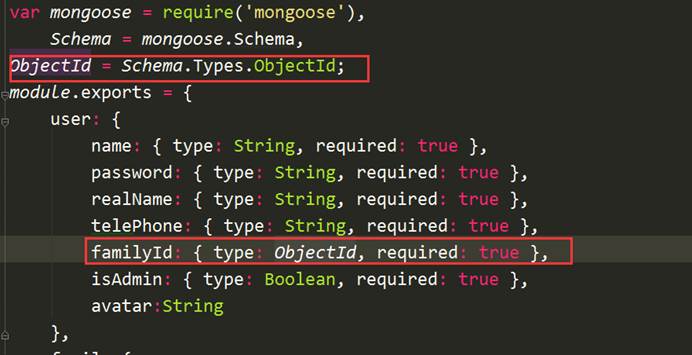 var mongoose = require('mongoose'),
    Schema = mongoose.Schema,
ObjectId = Schema.Types.ObjectId;
module.exports = {
    user: {
        name: { type: String, required: true },
        password: { type: String, required: true },
        realName: { type: String, required: true },
        telePhone: { type: String, required: true },
        familyId: { type: ObjectId, required: true },
        isAdmin: { type: Boolean, required: true },
        avatar:String
    },